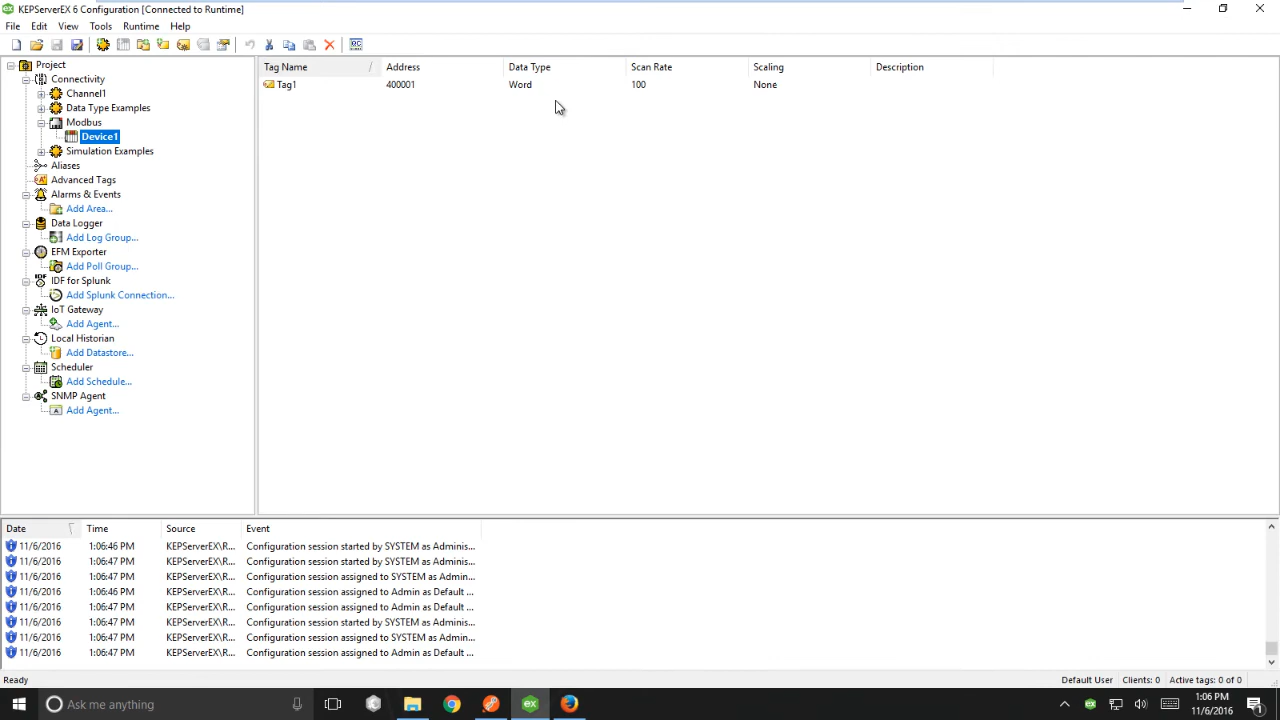 KEPServerEX 6 Configuration [Connected to Runtime]
File Edit View Tools Runtime Help
Project
Connectivity
Channel1
Data Type Examples
Modbus
Device1
Simulation Examples
Aliases
Advanced Tags
Alarms & Events
Add Area...
Data Logger
Add Log Group...
EFM Exporter
Add Poll Group...
IDF for Splunk
Add Splunk Connection...
IoT Gateway
Add Agent...
Local Historian
Add Datastore...
Scheduler
Add Schedule...
SNMP Agent
Add Agent...
Tag Name Address Data Type Scan Rate Scaling Description
Tag1 400001 Word 100 None
Date Time Source Event
11/6/2016 1:06:46 PM KEPServerEX\R... Configuration session started by SYSTEM as Adminis...
11/6/2016 1:06:47 PM KEPServerEX\R... Configuration session started by SYSTEM as Adminis...
11/6/2016 1:06:47 PM KEPServerEX\R... Configuration session assigned to SYSTEM as Admin...
11/6/2016 1:06:46 PM KEPServerEX\R... Configuration session assigned to Admin as Default ...
11/6/2016 1:06:47 PM KEPServerEX\R... Configuration session assigned to Admin as Default ...
11/6/2016 1:06:47 PM KEPServerEX\R... Configuration session started by SYSTEM as Adminis...
11/6/2016 1:06:47 PM KEPServerEX\R... Configuration session assigned to SYSTEM as Admin...
11/6/2016 1:06:47 PM KEPServerEX\R... Configuration session assigned to Admin as Default ...
Ready Default User Clients: 0 Active tags: 0 of 0
Ask me anything
1:06 PM
11/6/2016